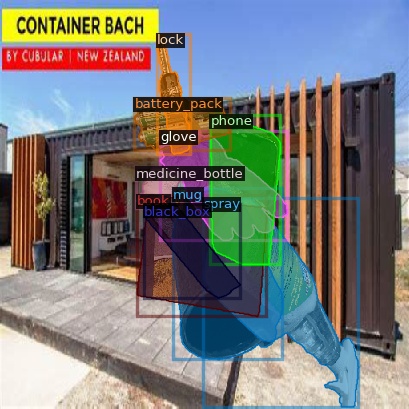 CONTAINER BACH
BY CUBULAR | NEW ZEALAND
lock
battery_pack
phone
glove
medicine_bottle
mug
book
spray
black_box